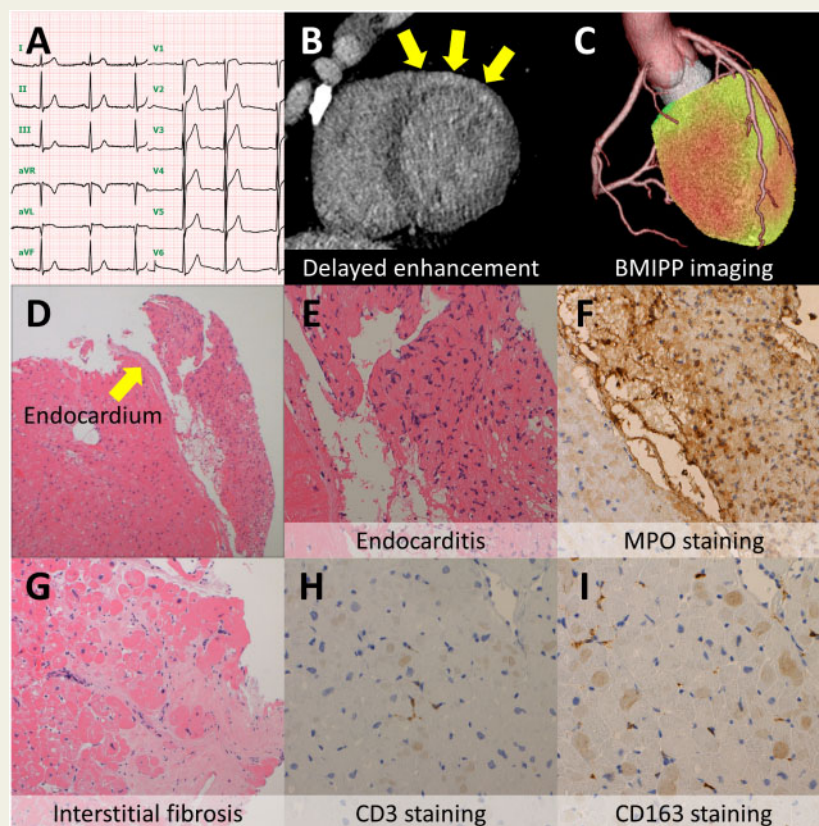 A
I
II
III
aVR
aVL
aVF
V1
V2
V3
V4
V5
V6
B
Delayed enhancement
C
BMIPP imaging
D
Endocardium
E
Endocarditis
F
MPO staining
G
Interstitial fibrosis
H
CD3 staining
I
CD163 staining